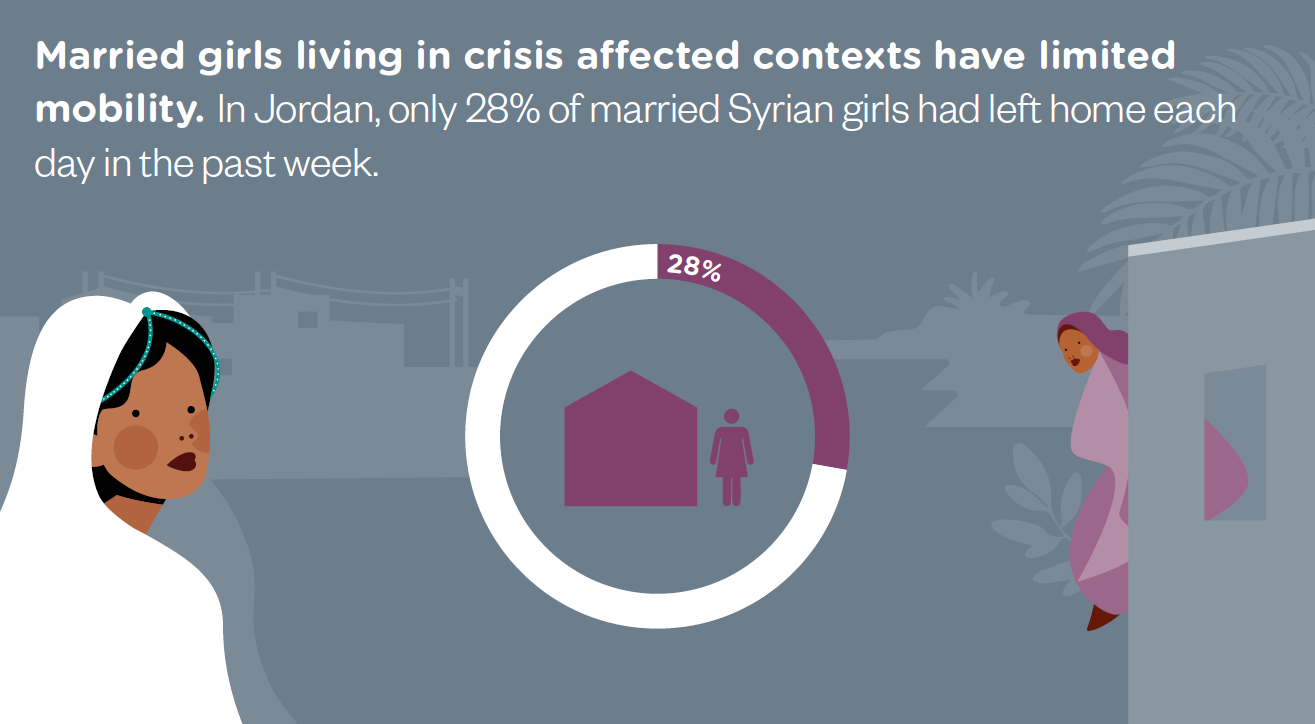 Married girls living in crisis affected contexts have limited
mobility. In Jordan, only 28% of married Syrian girls had left home each
day in the past week.
28%